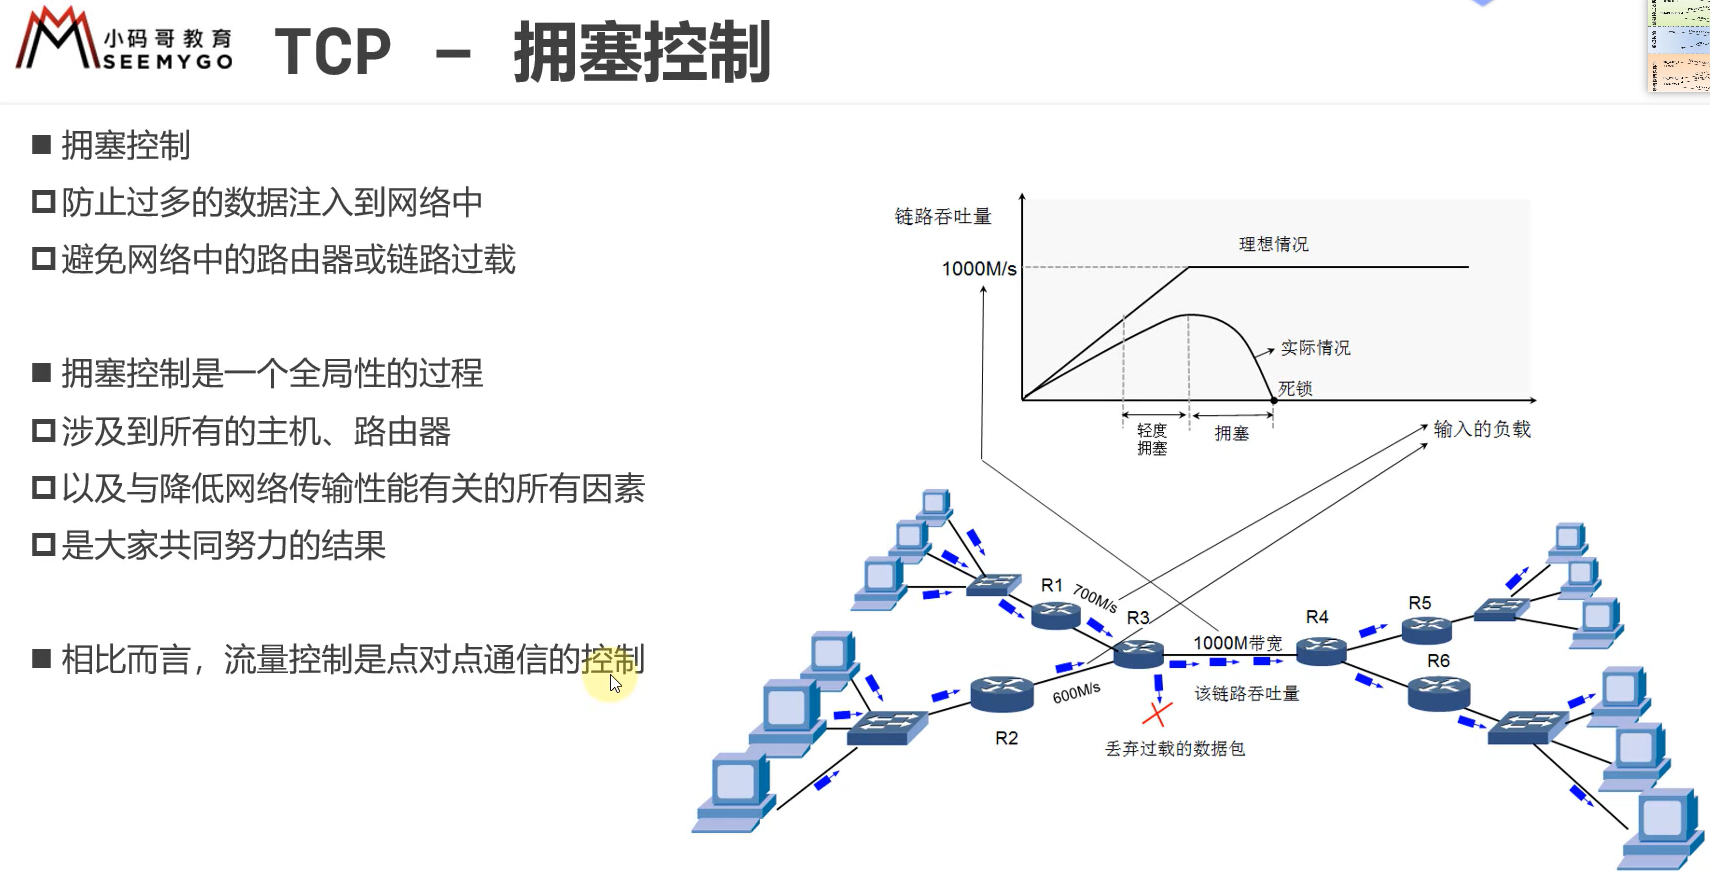 小码哥教育
SEEMYGO
TCP - 拥塞控制
拥塞控制
防止过多的数据注入到网络中
避免网络中的路由器或链路过载
拥塞控制是一个全局性的过程
涉及到所有的主机、路由器
以及与降低网络传输性能有关的所有因素
是大家共同努力的结果
相比而言，流量控制是点对点通信的控制
链路吞吐量
理想情况
1000M/s
实际情况
死锁
轻度
拥塞
拥塞
输入的负载
R1
700M/s
R3
1000M带宽
R4
R5
R6
600M/s
该链路吞吐量
R2
丢弃过载的数据包